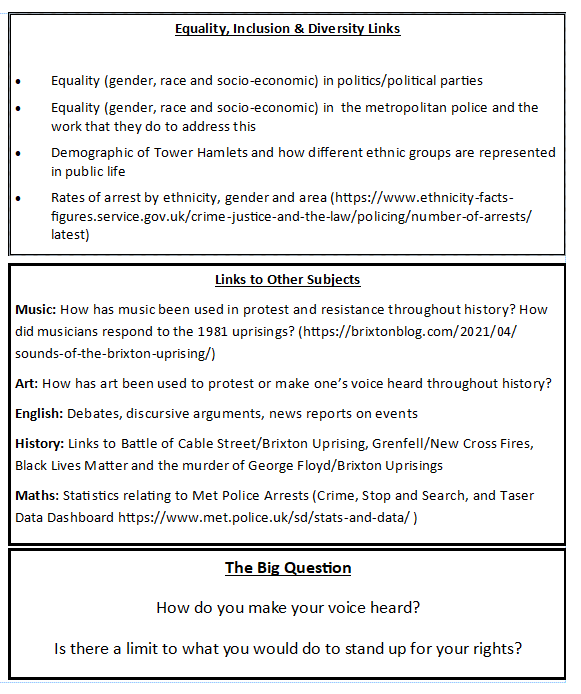 Equality, Inclusion & Diversity Links
• Equality (gender, race and socio-economic) in politics/political parties
• Equality (gender, race and socio-economic) in  the metropolitan police and the
work that they do to address this
• Demographic of Tower Hamlets and how different ethnic groups are represented
in public life
• Rates of arrest by ethnicity, gender and area (https://www.ethnicity-facts-
figures.service.gov.uk/crime-justice-and-the-law/policing/number-of-arrests/
latest)
Links to Other Subjects
Music: How has music been used in protest and resistance throughout history? How
did musicians respond to the 1981 uprisings? (https://brixtonblog.com/2021/04/
sounds-of-the-brixton-uprising/)
Art: How has art been used to protest or make one’s voice heard throughout history?
English: Debates, discursive arguments, news reports on events
History: Links to Battle of Cable Street/Brixton Uprising, Grenfell/New Cross Fires,
Black Lives Matter and the murder of George Floyd/Brixton Uprisings
Maths: Statistics relating to Met Police Arrests (Crime, Stop and Search, and Taser
Data Dashboard https://www.met.police.uk/sd/stats-and-data/ )
The Big Question
How do you make your voice heard?
Is there a limit to what you would do to stand up for your rights?